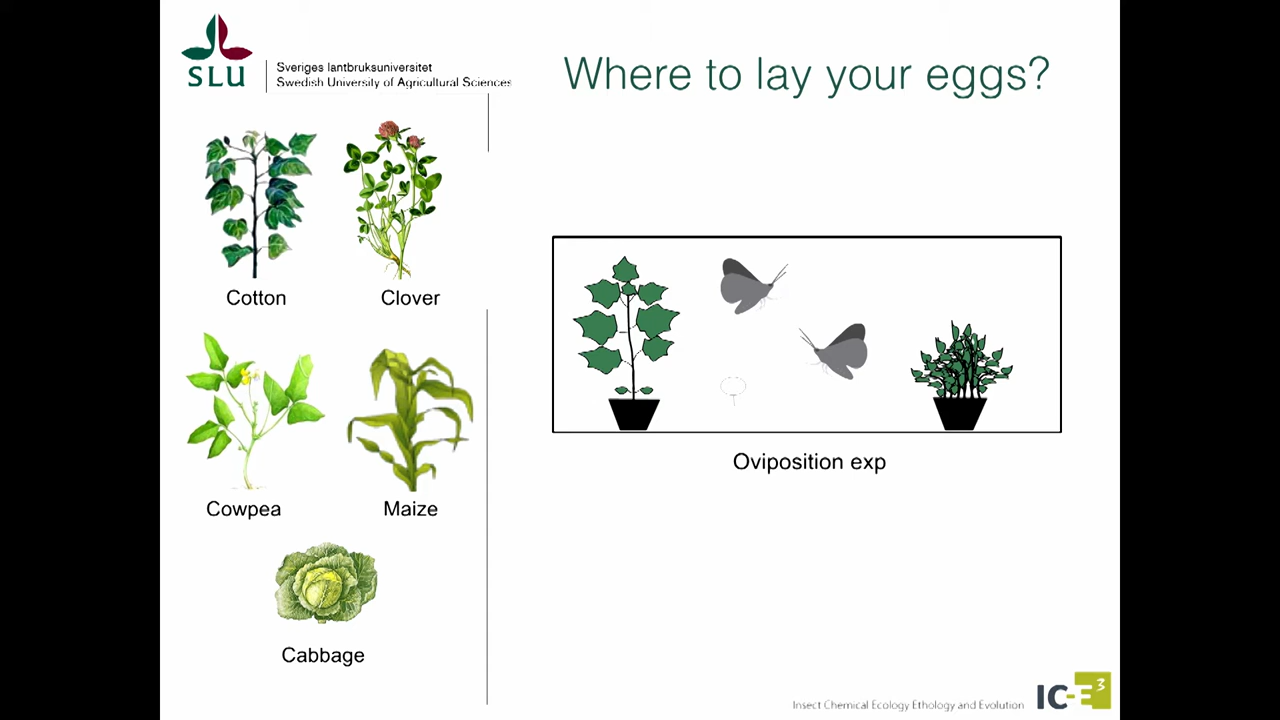 SLU
Sveriges lantbruksuniversitet
Swedish University of Agricultural Sciences
Where to lay your eggs?
Cotton
Clover
Cowpea
Maize
Cabbage
Oviposition exp
Insect Chemical Ecology Ethology and Evolution
IC-E3